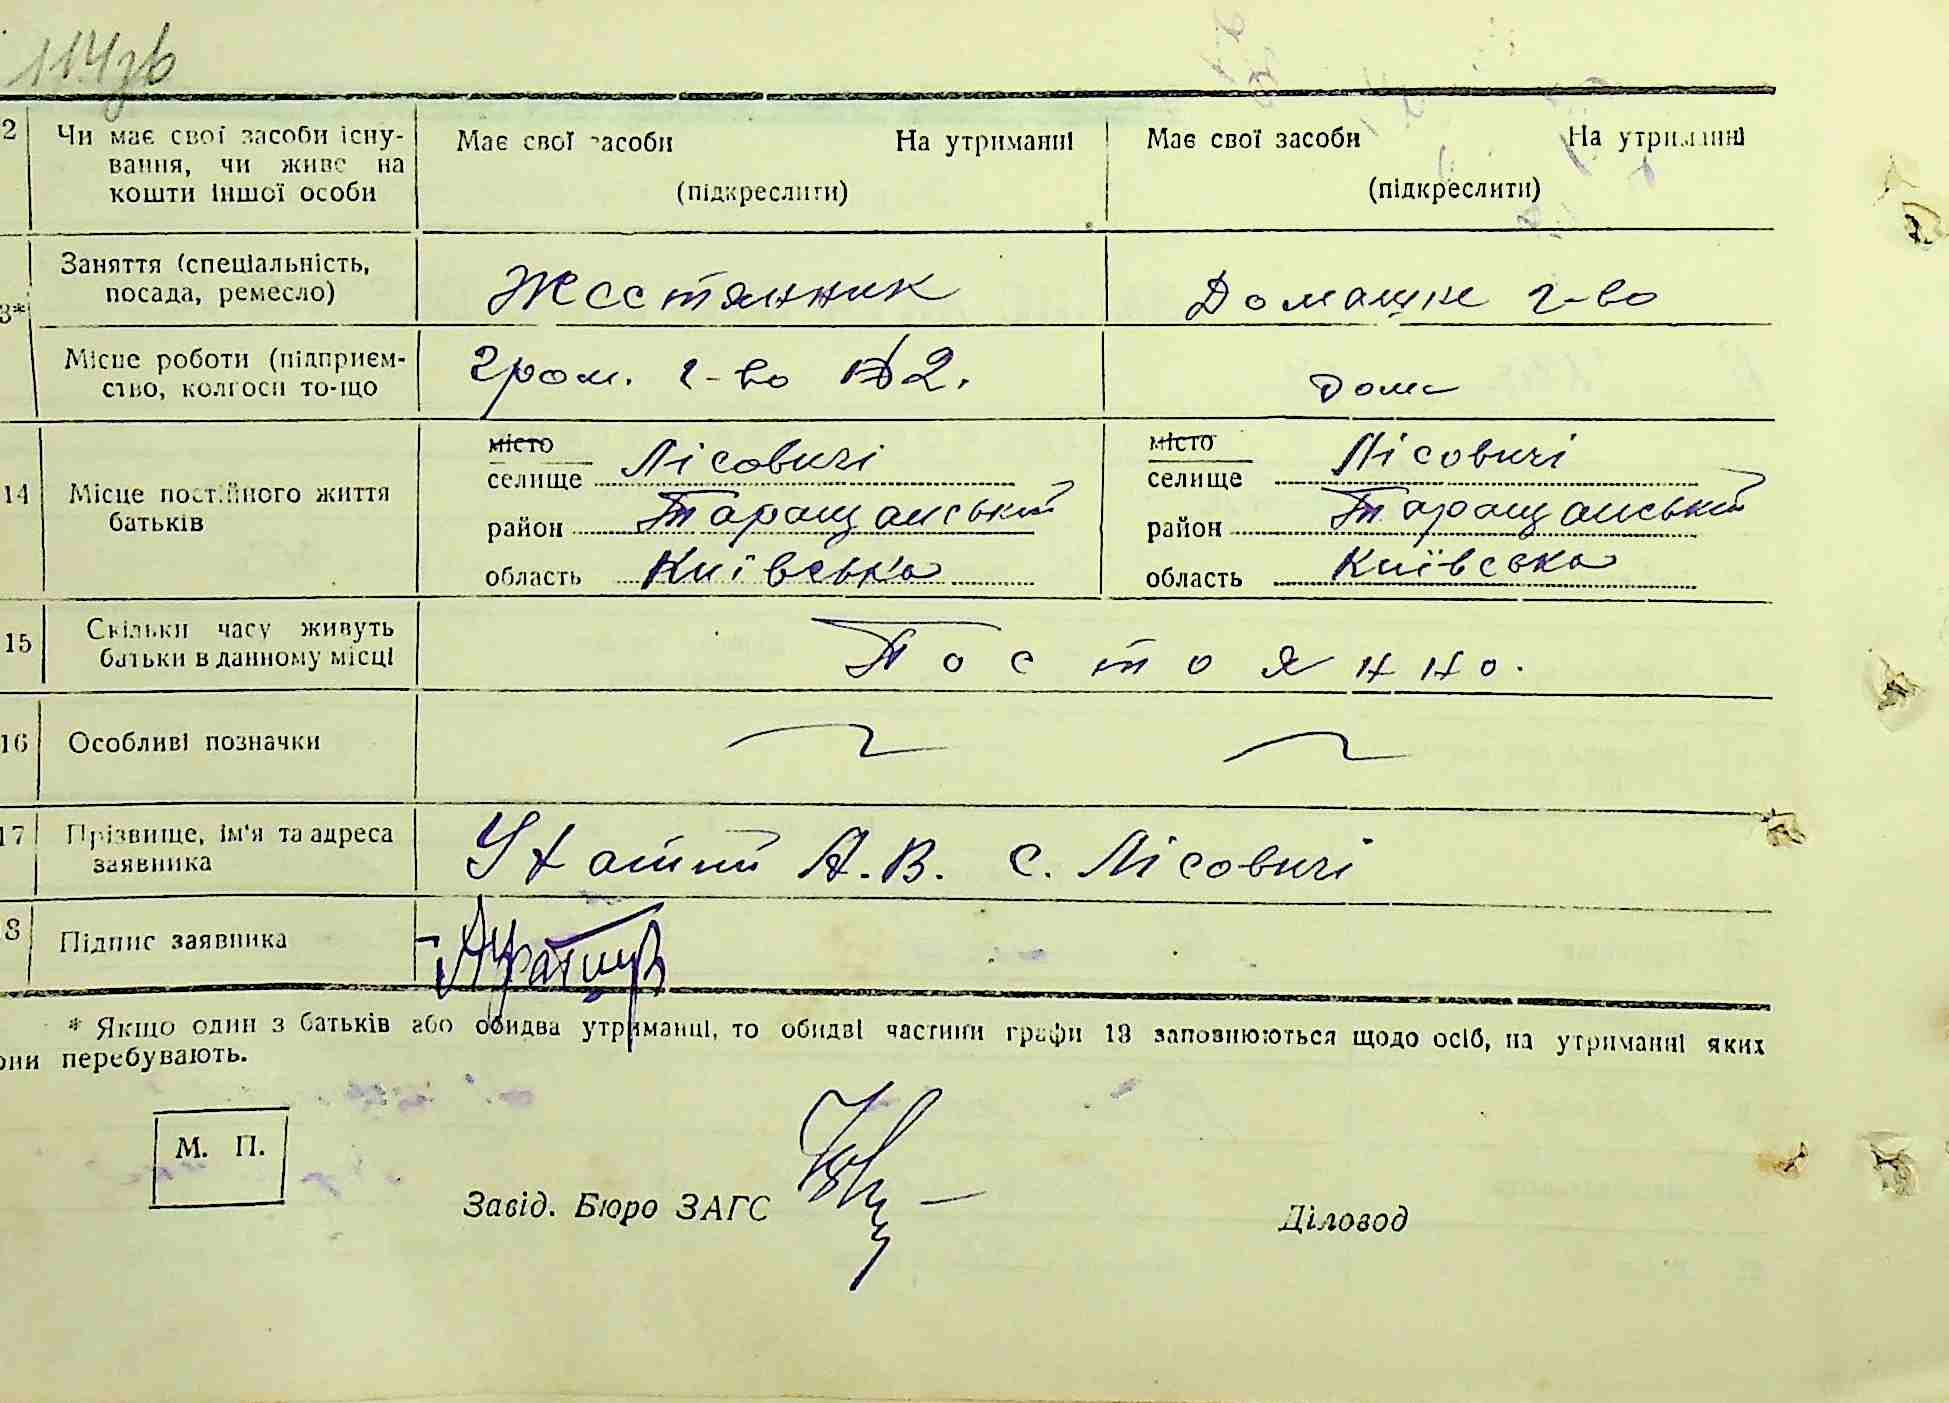 114зв
2 Чи має свої засоби існу- Має свої засоби На утриманні Має свої засоби На утриманні
вання, чи живе на
кошти іншої особи (підкреслити) (підкреслити)
Заняття (спеціальність,
посада, ремесло) Жестянник Домашне г-во
3*
Місце роботи (підприєм- Гром. г-во №2. дома
ство, колгосп то-що
місто місто
14 Місце постійного життя селище Лісовичі селище Лісовичі
батьків район Таращанський район Таращанський
область Київська область Київська
15 Скільки часу живуть Постоянно.
батьки в данному місці
16 Особливі позначки
17 Прізвище, ім'я та адреса Ухатий А.В. С. Лісовичі
заявника
8 Підпис заявника
* Якщо один з батьків або обидва утриманці, то обидві частини графи 13 заповнюються щодо осіб, на утриманні яких
они перебувають.
М. П.
Завід. Бюро ЗАГС Діловод